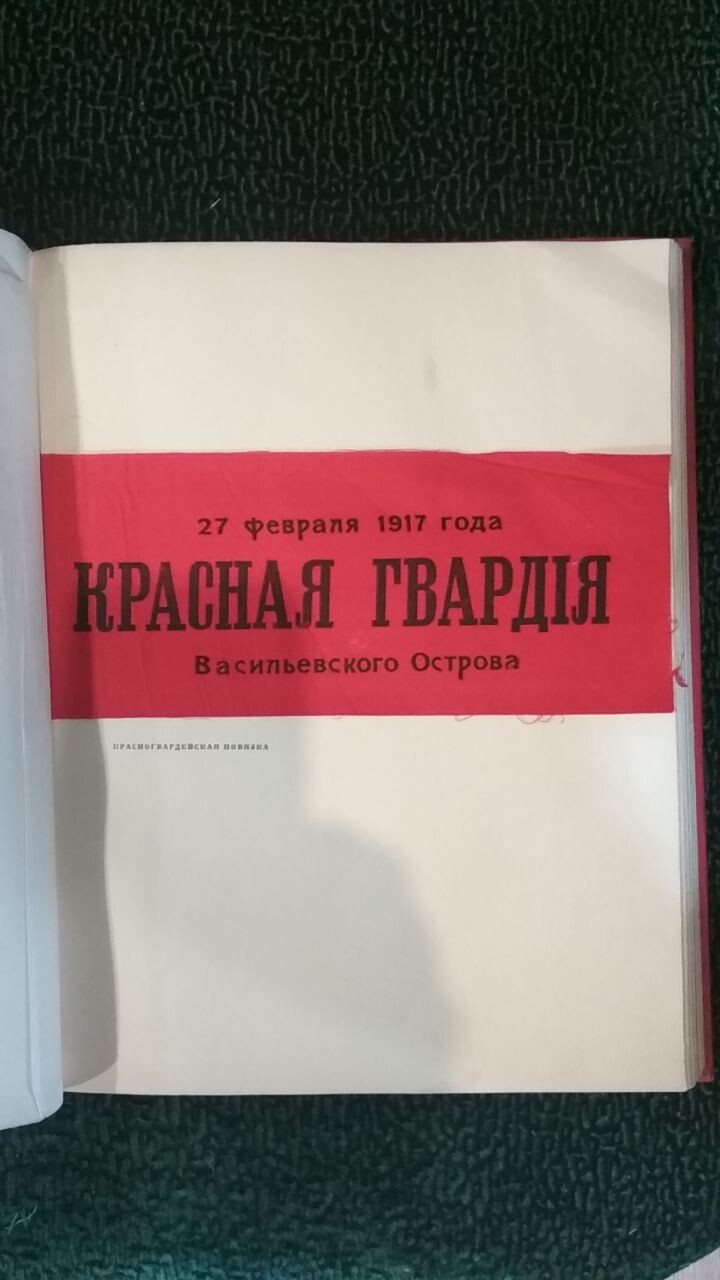 27 февраля 1917 года
КРАСНАЯ ГВАРДІЯ
Васильевского Острова
КРАСНОГВАРДЕЙСКАЯ ПОВЯЗКА